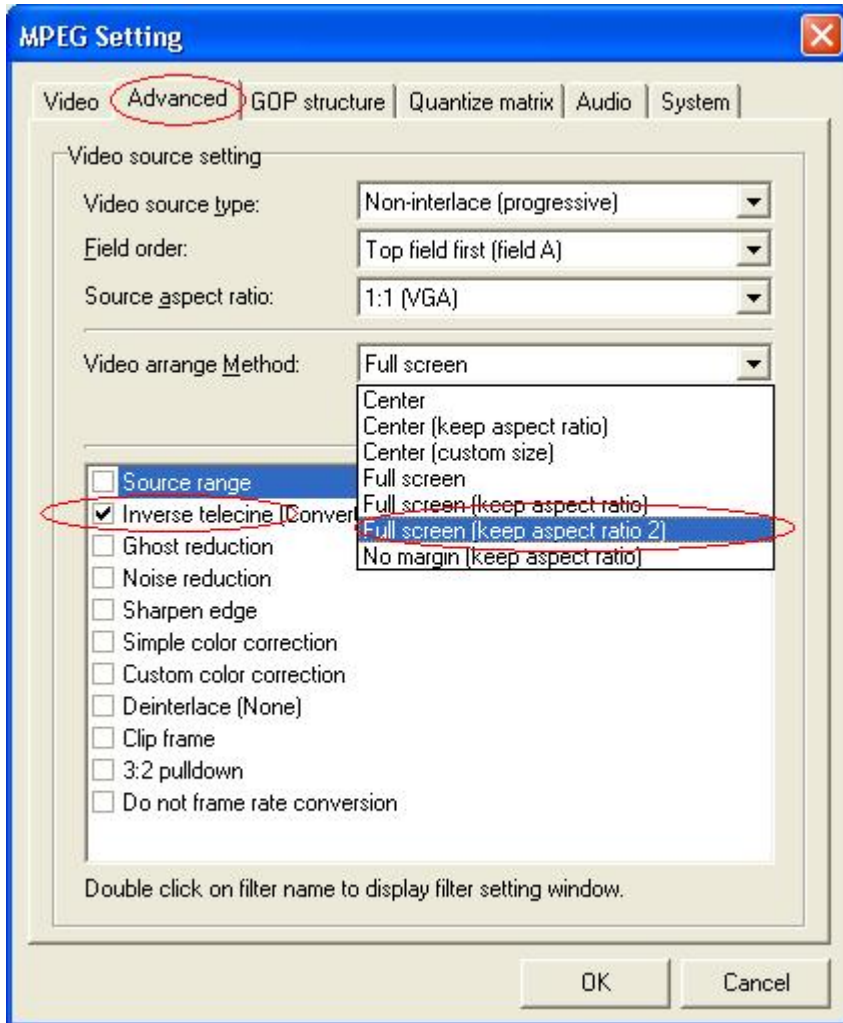 MPEG Setting
Video Advanced GOP structure Quantize matrix Audio System
Video source setting
Video source type: Non-interlace (progressive)
Field order: Top field first (field A)
Source aspect ratio: 1:1 (VGA)
Video arrange Method: Full screen
Center
Center (keep aspect ratio)
Center (custom size)
Full screen
Full screen (keep aspect ratio)
Full screen (keep aspect ratio 2)
No margin (keep aspect ratio)
Source range
Inverse telecine (Convert
Ghost reduction
Noise reduction
Sharpen edge
Simple color correction
Custom color correction
Deinterlace (None)
Clip frame
3:2 pulldown
Do not frame rate conversion
Double click on filter name to display filter setting window.
OK Cancel